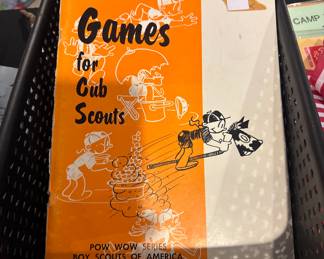 Games
for
Cub
Scouts
POW WOW SERIES
BOY SCOUTS OF AMERICA
CAMP